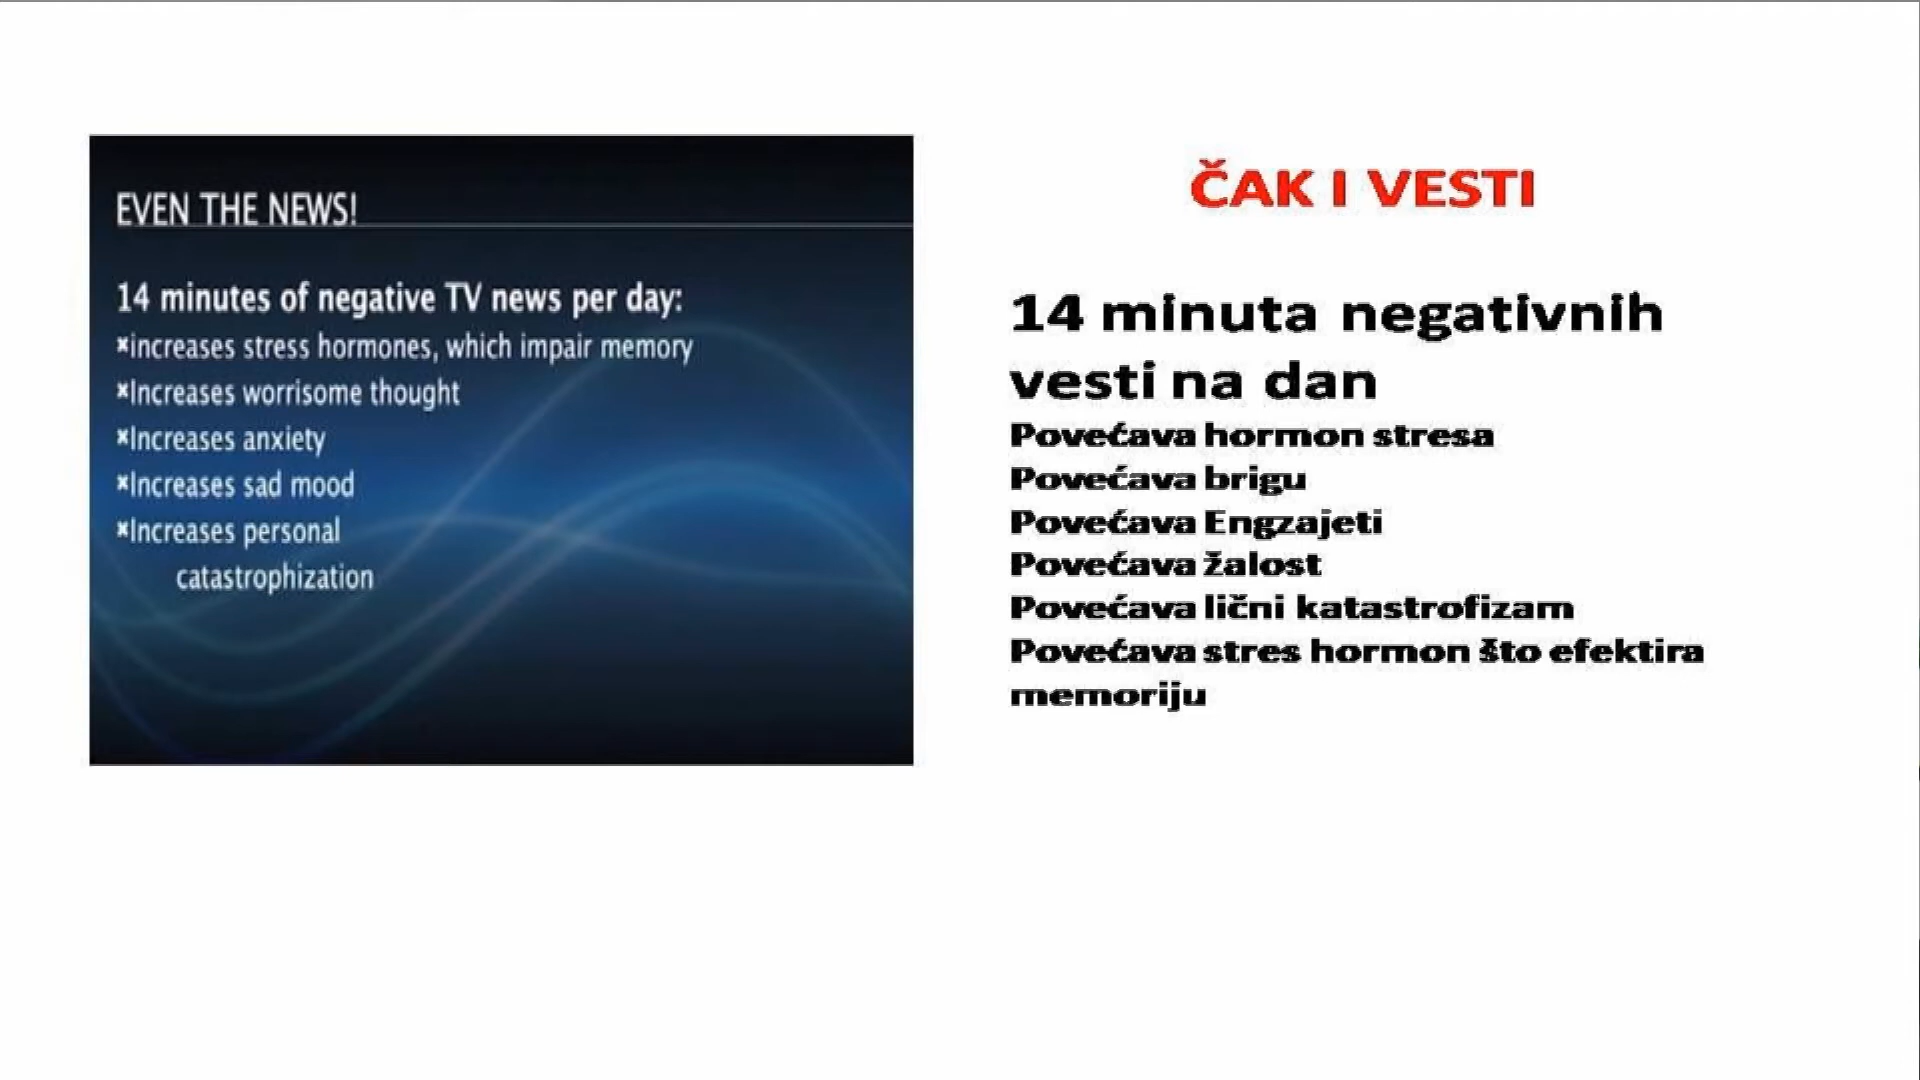 EVEN THE NEWS!
14 minutes of negative TV news per day:
×increases stress hormones, which impair memory
×Increases worrisome thought
×Increases anxiety
×Increases sad mood
×Increases personal
catastrophization
ČAK I VESTI
14 minuta negativnih
vesti na dan
Povećava hormon stresa
Povećava brigu
Povećava Engzajeti
Povećava žalost
Povećava lični katastrofizam
Povećava stres hormon što efektira
memoriju